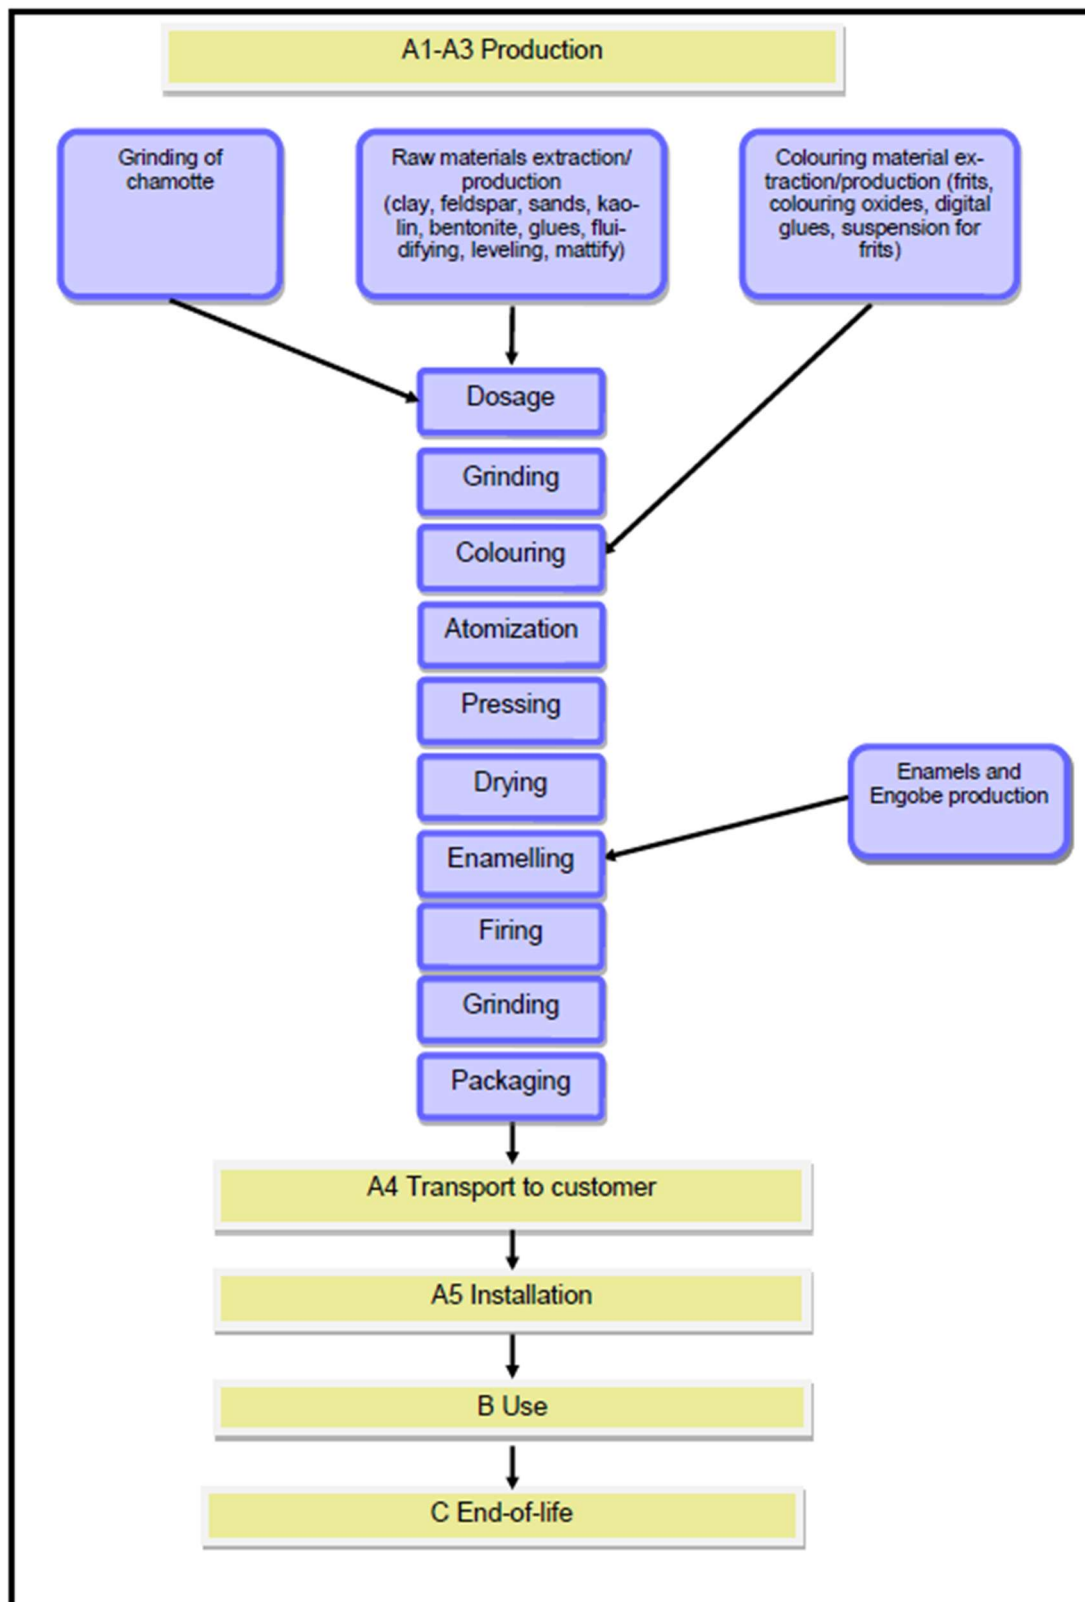 A1-A3 Production
Grinding of
chamotte
Raw materials extraction/
production
(clay, feldspar, sands, kao-
lin, bentonite, glues, flui-
difying, leveling, mattify)
Colouring material ex-
traction/production (frits,
colouring oxides, digital
glues, suspension for
frits)
Dosage
Grinding
Colouring
Atomization
Pressing
Drying
Enamels and
Engobe production
Enamelling
Firing
Grinding
Packaging
A4 Transport to customer
A5 Installation
B Use
C End-of-life